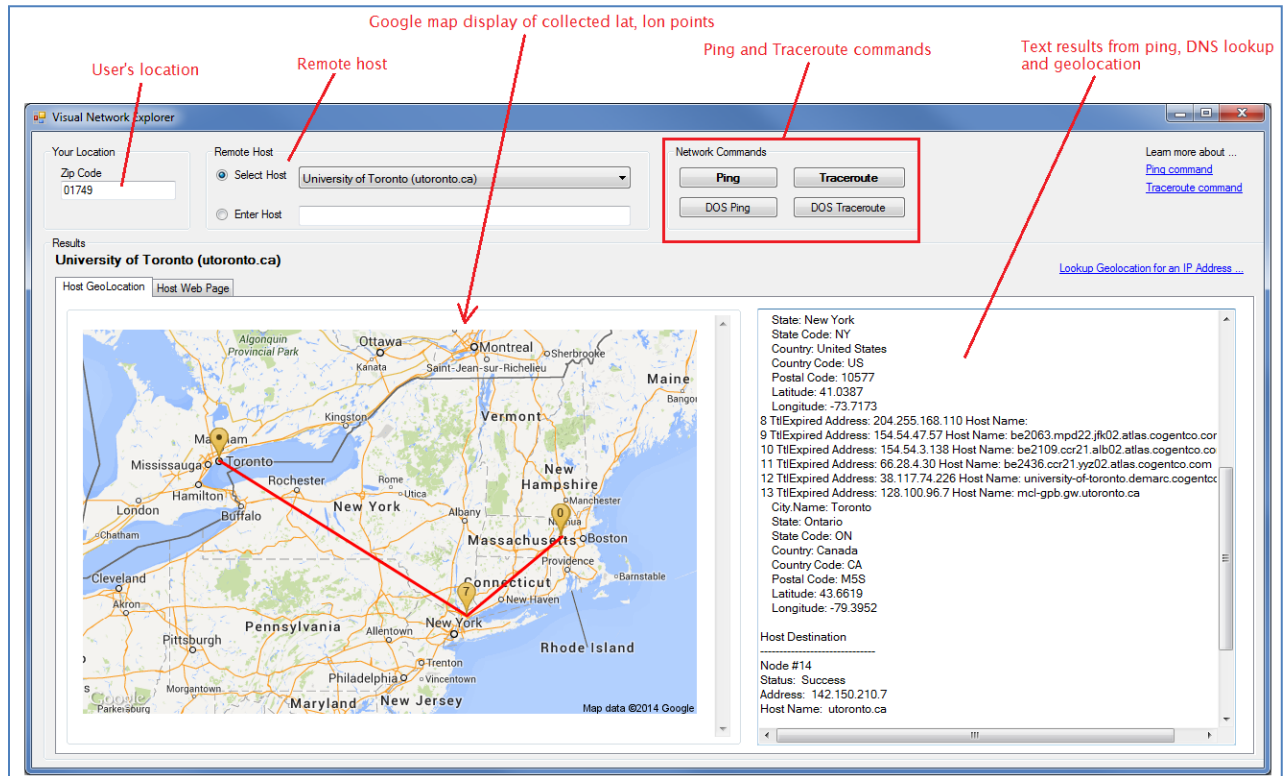 Google map display of collected lat, lon points
Ping and Traceroute commands
Text results from ping, DNS lookup
and geolocation
User's location
Remote host
Visual Network Explorer
Your Location
Zip Code
01749
Remote Host
Select Host
University of Toronto (utoronto.ca)
Enter Host
Network Commands
Ping
Traceroute
DOS Ping
DOS Traceroute
Learn more about ...
Ping command
Traceroute command
Results
University of Toronto (utoronto.ca)
Lookup Geolocation for an IP Address ...
Host GeoLocation
Host Web Page
Algonquin
Provincial Park
Ottawa
Kanata
Montreal
Sherbrooke
Saint-Jean-sur-Richelieu
Maine
Bangor
Kingston
Vermont
Toronto
Mississauga
Hamilton
London
Chatham
Buffalo
Rochester
Rome
Utica
New York
Albany
New
Hampshire
Manchester
Nashua
0
Massachusetts
Boston
Providence
Barnstable
Connecticut
New Haven
7
New York
Rhode Island
Cleveland
Akron
Pittsburgh
Pennsylvania
Allentown
Trenton
Philadelphia
Vincentown
Morgantown
Parkersburg
Maryland
New Jersey
Google
Map data ©2014 Google
State: New York
State Code: NY
Country: United States
Country Code: US
Postal Code: 10577
Latitude: 41.0387
Longitude: -73.7173
8 TtlExpired Address: 204.255.168.110 Host Name:
9 TtlExpired Address: 154.54.47.57 Host Name: be2063.mpd22.jfk02.atlas.cogentco.cor
10 TtlExpired Address: 154.54.3.138 Host Name: be2109.ccr21.alb02.atlas.cogentco.co
11 TtlExpired Address: 66.28.4.30 Host Name: be2436.ccr21.yyz02.atlas.cogentco.com
12 TtlExpired Address: 38.117.74.226 Host Name: university-of-toronto.demarc.cogentcc
13 TtlExpired Address: 128.100.96.7 Host Name: mcl-gpb.gw.utoronto.ca
City.Name: Toronto
State: Ontario
State Code: ON
Country: Canada
Country Code: CA
Postal Code: M5S
Latitude: 43.6619
Longitude: -79.3952
Host Destination
------------------------------
Node #14
Status: Success
Address: 142.150.210.7
Host Name: utoronto.ca